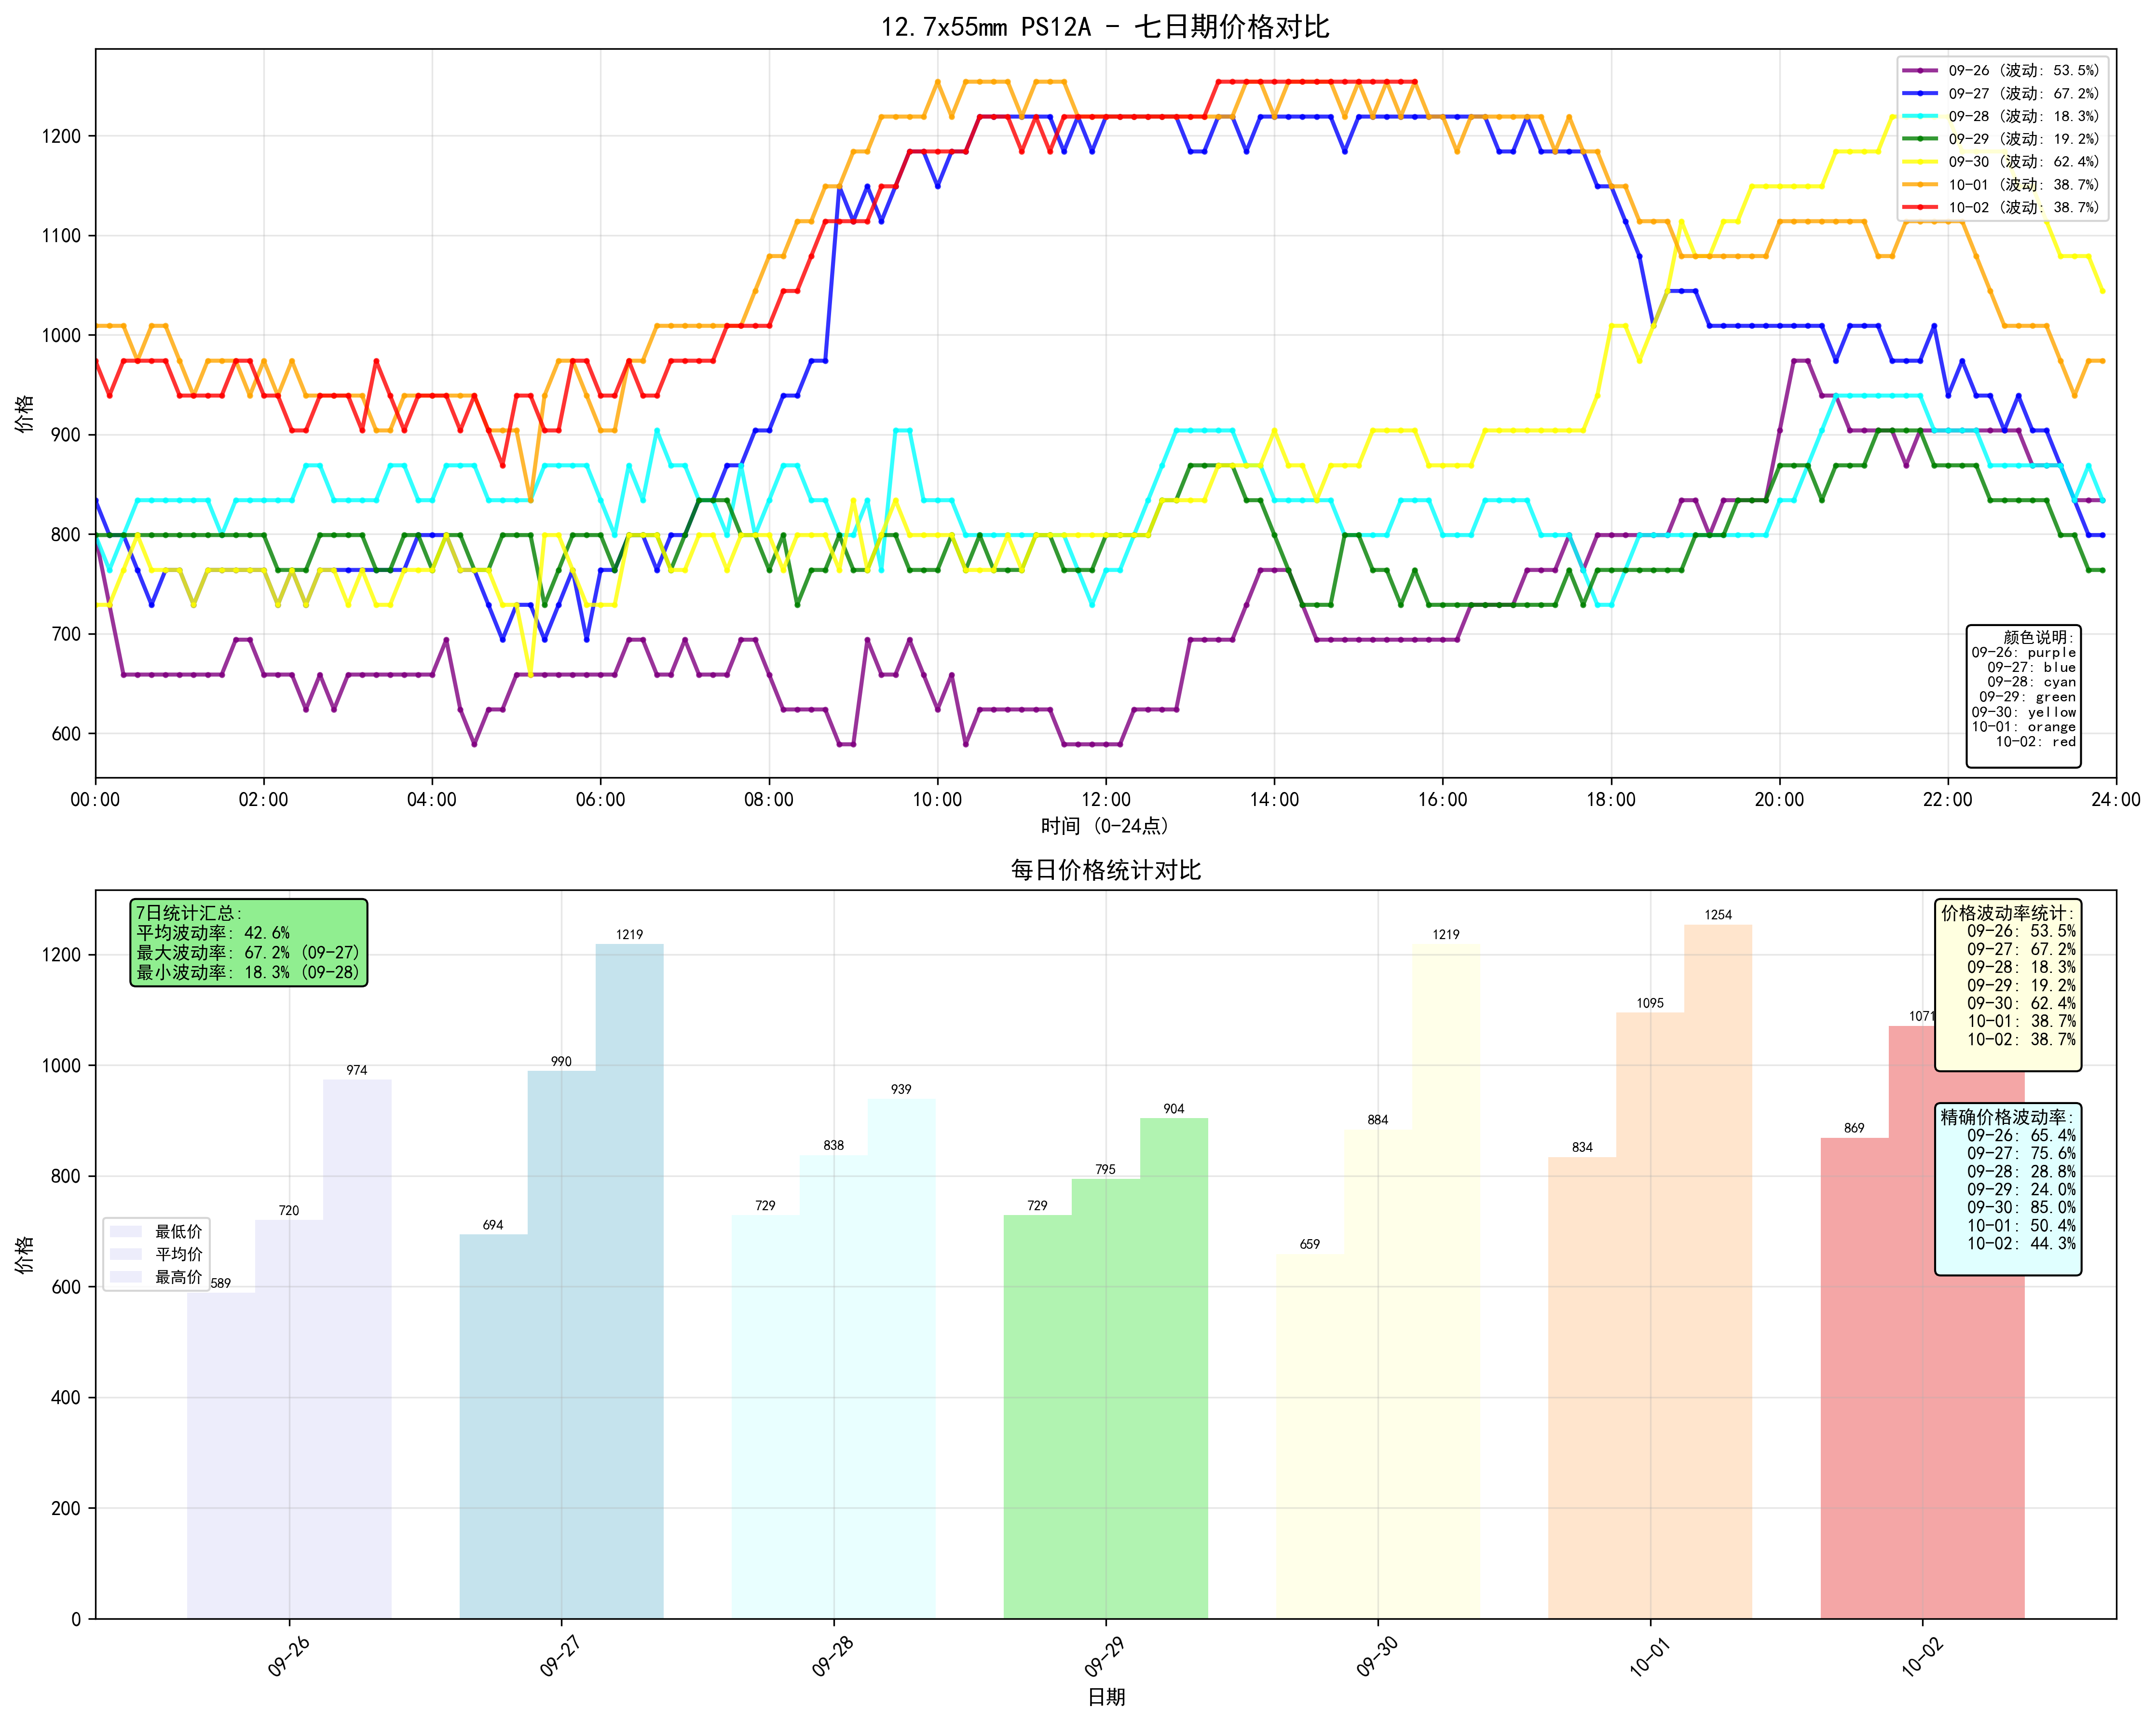 12.7x55mm PS12A - 七日期价格对比
09-26 (波动: 53.5%)
09-27 (波动: 67.2%)
09-28 (波动: 18.3%)
09-29 (波动: 19.2%)
09-30 (波动: 62.4%)
10-01 (波动: 38.7%)
10-02 (波动: 38.7%)
1200
1100
1000
900
800
700
600
价格
颜色说明:
09-26: purple
09-27: blue
09-28: cyan
09-29: green
09-30: yellow
10-01: orange
10-02: red
00:00 02:00 04:00 06:00 08:00 10:00 12:00 14:00 16:00 18:00 20:00 22:00 24:00
时间 (0-24点)
每日价格统计对比
7日统计汇总:
平均波动率: 42.6%
最大波动率: 67.2% (09-27)
最小波动率: 18.3% (09-28)
价格波动率统计:
09-26: 53.5%
09-27: 67.2%
09-28: 18.3%
09-29: 19.2%
09-30: 62.4%
10-01: 38.7%
10-02: 38.7%
精确价格波动率:
09-26: 65.4%
09-27: 75.6%
09-28: 28.8%
09-29: 24.0%
09-30: 85.0%
10-01: 50.4%
10-02: 44.3%
1200
1000
800
600
400
200
0
价格
最低价
平均价
最高价
589 720 974
694 990 1219
729 838 939
729 795 904
659 884 1219
834 1095 1254
869 1071
09-26 09-27 09-28 09-29 09-30 10-01 10-02
日期